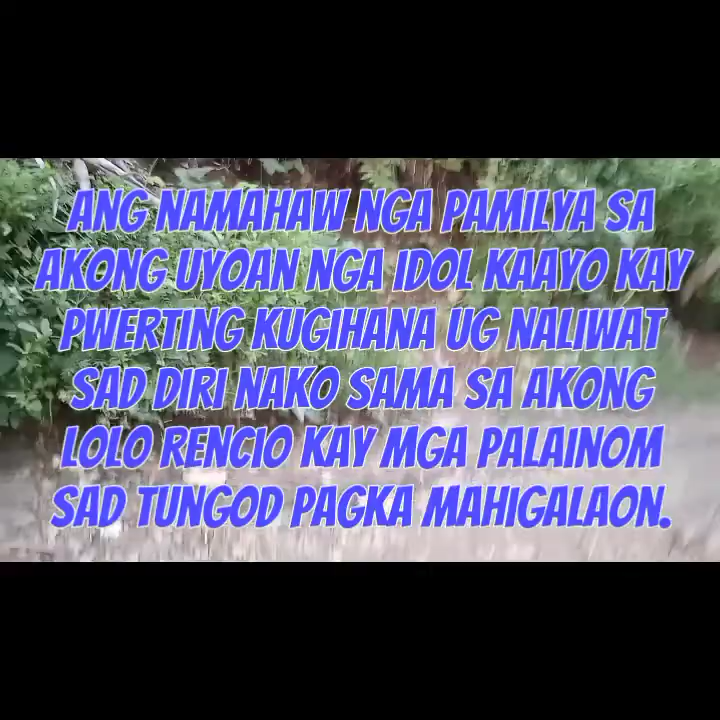 ANG NAMAHAW NGA PAMILYA SA
AKONG UYOAN NGA IDOL KAAYO KAY
PWERTING KUGIHANA UG NALIWAT
SAD DIRI NAKO SAMA SA AKONG
LOLO RENCIO KAY MGA PALAINOM
SAD TUNGOD PAGKA MAHIGALAON.